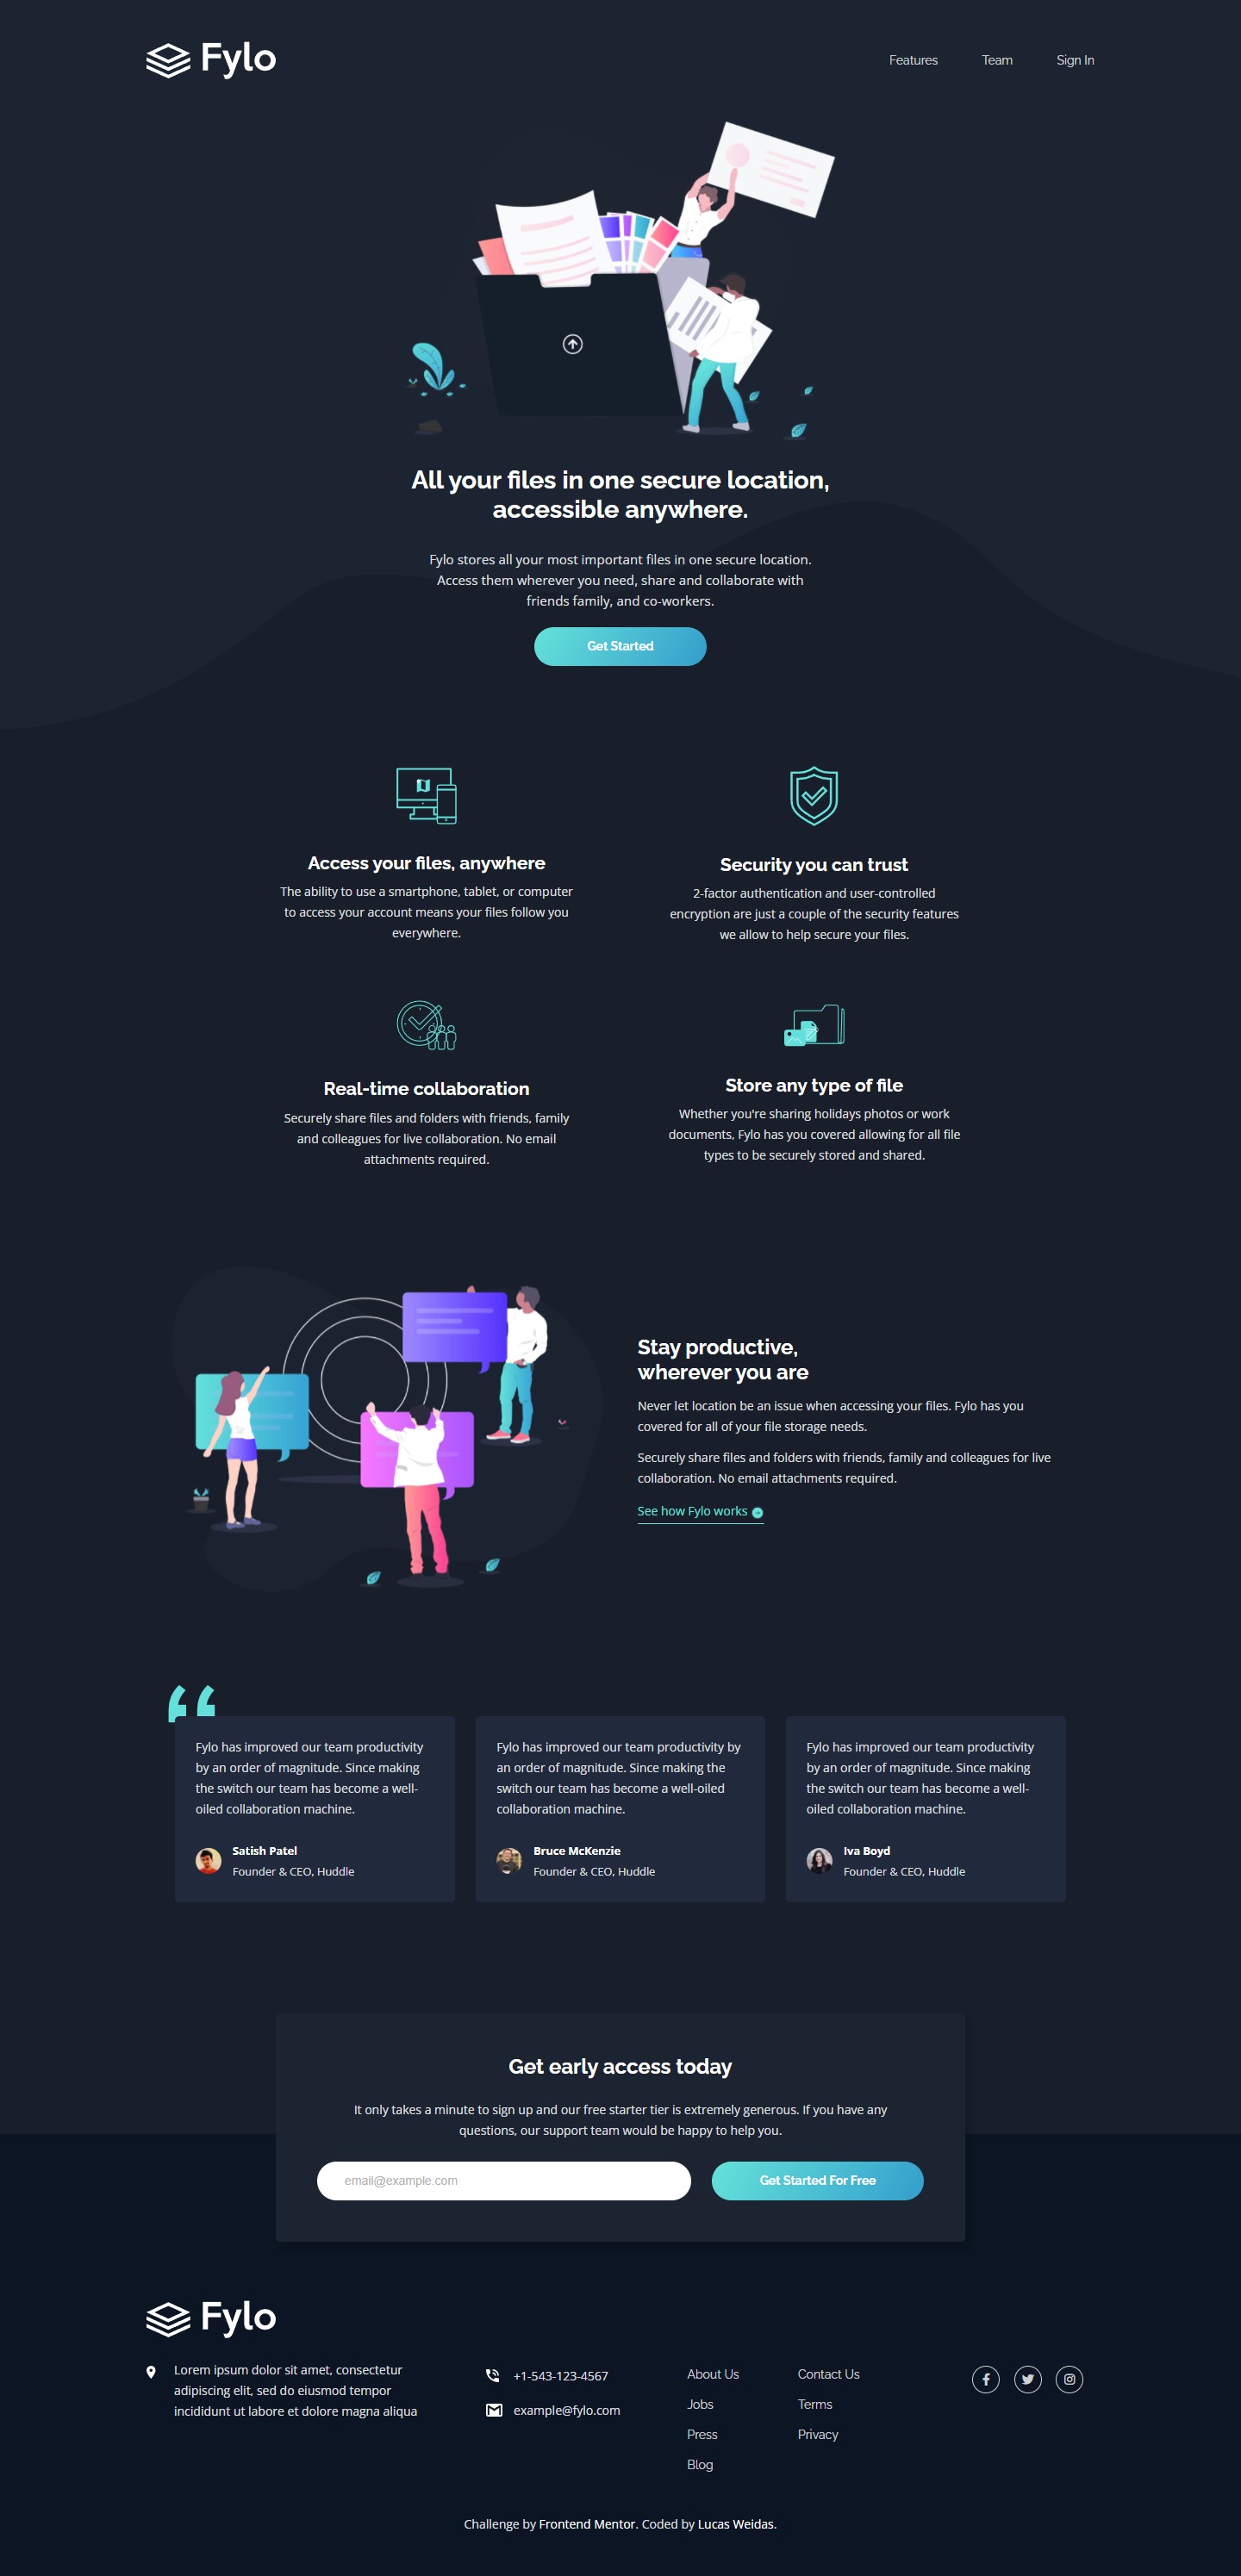 Fylo
Features
Team
Sign In
All your files in one secure location,
accessible anywhere.
Fylo stores all your most important files in one secure location.
Access them wherever you need, share and collaborate with
friends family, and co-workers.
Get Started
Access your files, anywhere
The ability to use a smartphone, tablet, or computer
to access your account means your files follow you
everywhere.
Security you can trust
2-factor authentication and user-controlled
encryption are just a couple of the security features
we allow to help secure your files.
Real-time collaboration
Securely share files and folders with friends, family
and colleagues for live collaboration. No email
attachments required.
Store any type of file
Whether you're sharing holidays photos or work
documents, Fylo has you covered allowing for all file
types to be securely stored and shared.
Stay productive,
wherever you are
Never let location be an issue when accessing your files. Fylo has you
covered for all of your file storage needs.
Securely share files and folders with friends, family and colleagues for live
collaboration. No email attachments required.
See how Fylo works
Fylo has improved our team productivity
by an order of magnitude. Since making
the switch our team has become a well-
oiled collaboration machine.
Satish Patel
Founder & CEO, Huddle
Fylo has improved our team productivity by
an order of magnitude. Since making the
switch our team has become a well-oiled
collaboration machine.
Bruce McKenzie
Founder & CEO, Huddle
Fylo has improved our team productivity
by an order of magnitude. Since making
the switch our team has become a well-
oiled collaboration machine.
Iva Boyd
Founder & CEO, Huddle
Get early access today
It only takes a minute to sign up and our free starter tier is extremely generous. If you have any
questions, our support team would be happy to help you.
email@example.com
Get Started For Free
Fylo
Lorem ipsum dolor sit amet, consectetur
adipiscing elit, sed do eiusmod tempor
incididunt ut labore et dolore magna aliqua
+1-543-123-4567
example@fylo.com
About Us
Jobs
Press
Blog
Contact Us
Terms
Privacy
Challenge by Frontend Mentor. Coded by Lucas Weidas.